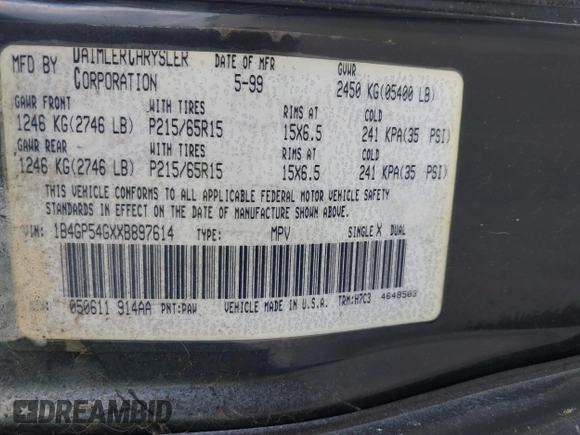 MFD BY DAIMLERCHRYSLER CORPORATION DATE OF MFR 5-99 GVWR 2450 KG(05400 LB)
GAWR FRONT WITH TIRES RIMS AT COLD
1246 KG(2746 LB) P215/65R15 15X6.5 241 KPA(35 PSI)
GAWR REAR WITH TIRES RIMS AT COLD
1246 KG(2746 LB) P215/65R15 15X6.5 241 KPA(35 PSI)
THIS VEHICLE CONFORMS TO ALL APPLICABLE FEDERAL MOTOR VEHICLE SAFETY
STANDARDS IN EFFECT ON THE DATE OF MANUFACTURE SHOWN ABOVE.
VIN: 1B4GP54GXXB897614 TYPE: MPV SINGLE X DUAL
050611 914AA PNT:PAW VEHICLE MADE IN U.S.A. TRM:H7C3 4648503
DREAMBID